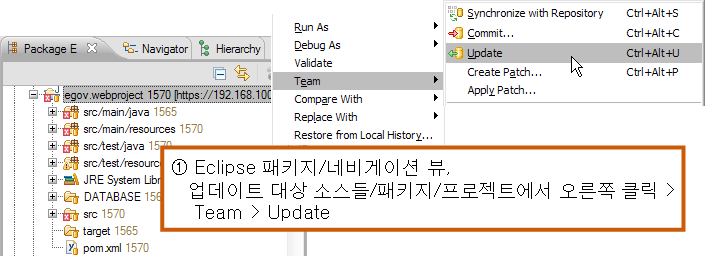 Package E
Navigator
Hierarchy
egov.webproject 1570 [https://192.168.100
src/main/java 1565
src/main/resources 1570
src/test/java 1570
src/test/resource
JRE System Libr
DATABASE 156
src 1570
target 1565
pom.xml 1570
Run As
Debug As
Validate
Team
Compare With
Replace With
Restore from Local History...
Synchronize with Repository Ctrl+Alt+S
Commit... Ctrl+Alt+C
Update Ctrl+Alt+U
Create Patch... Ctrl+Alt+P
Apply Patch...
① Eclipse 패키지/네비게이션 뷰,
업데이트 대상 소스들/패키지/프로젝트에서 오른쪽 클릭 >
Team > Update